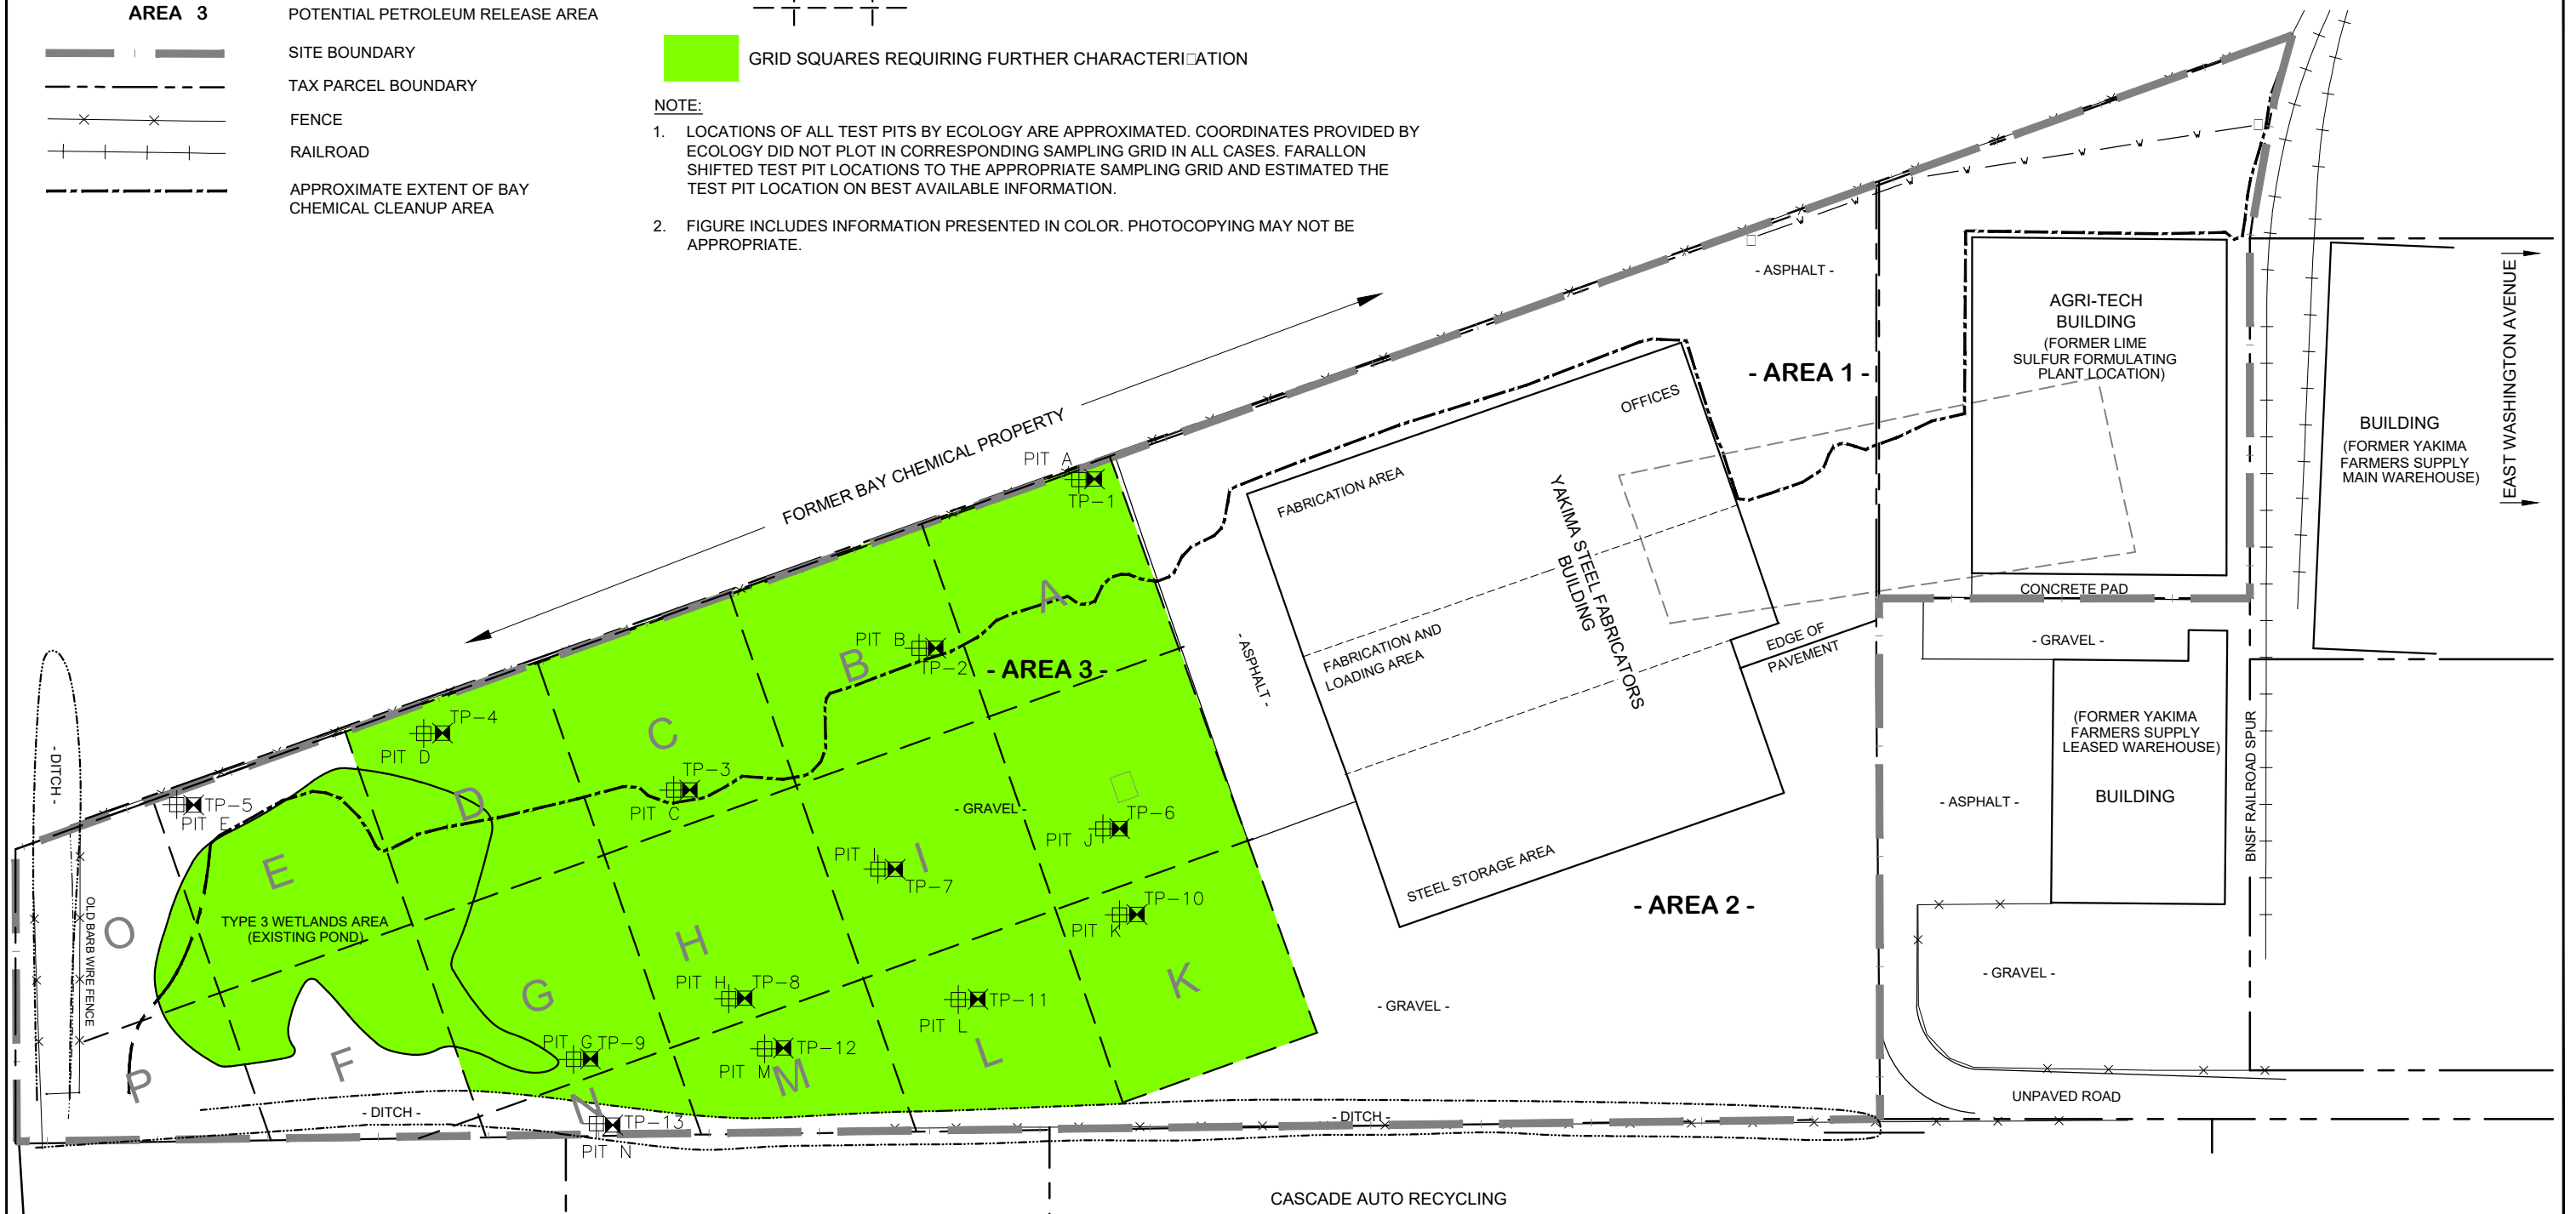 AREA 3
POTENTIAL PETROLEUM RELEASE AREA
SITE BOUNDARY
TAX PARCEL BOUNDARY
FENCE
RAILROAD
APPROXIMATE EXTENT OF BAY
CHEMICAL CLEANUP AREA
GRID SQUARES REQUIRING FURTHER CHARACTERI□ATION
NOTE:
1. LOCATIONS OF ALL TEST PITS BY ECOLOGY ARE APPROXIMATED. COORDINATES PROVIDED BY
ECOLOGY DID NOT PLOT IN CORRESPONDING SAMPLING GRID IN ALL CASES. FARALLON
SHIFTED TEST PIT LOCATIONS TO THE APPROPRIATE SAMPLING GRID AND ESTIMATED THE
TEST PIT LOCATION ON BEST AVAILABLE INFORMATION.
2. FIGURE INCLUDES INFORMATION PRESENTED IN COLOR. PHOTOCOPYING MAY NOT BE
APPROPRIATE.
FORMER BAY CHEMICAL PROPERTY
- ASPHALT -
- AREA 1 -
AGRI-TECH
BUILDING
(FORMER LIME
SULFUR FORMULATING
PLANT LOCATION)
EAST WASHINGTON AVENUE
BUILDING
(FORMER YAKIMA
FARMERS SUPPLY
MAIN WAREHOUSE)
OFFICES
FABRICATION AREA
YAKIMA STEEL FABRICATORS
BUILDING
FABRICATION AND
LOADING AREA
STEEL STORAGE AREA
- ASPHALT -
EDGE OF
PAVEMENT
CONCRETE PAD
- GRAVEL -
(FORMER YAKIMA
FARMERS SUPPLY
LEASED WAREHOUSE)
BUILDING
- ASPHALT -
BNSF RAILROAD SPUR
- GRAVEL -
UNPAVED ROAD
- AREA 2 -
- GRAVEL -
PIT A
TP-1
A
PIT B
TP-2
B
- AREA 3 -
C
TP-3
PIT C
TP-4
PIT D
D
TP-5
PIT E
E
- GRAVEL -
TP-6
PIT J
PIT I
I
TP-7
TP-10
PIT K
K
H
PIT H
TP-8
G
PIT G
TP-9
TP-11
PIT L
L
TP-12
PIT M
M
N
TP-13
PIT N
TYPE 3 WETLANDS AREA
(EXISTING POND)
O
P
F
- DITCH -
OLD BARB WIRE FENCE
- DITCH -
- DITCH -
CASCADE AUTO RECYCLING